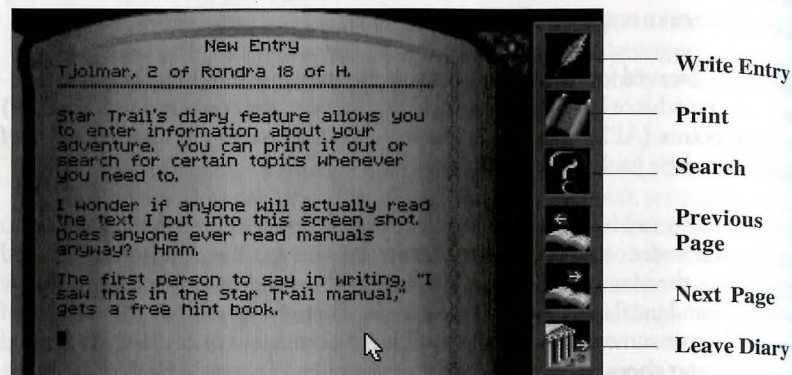 New Entry
Tjolmar, 2 of Rondra 18 of H.
Star Trail's diary feature allows you
to enter information about your
adventure.  You can print it out or
search for certain topics whenever
you need to.
I wonder if anyone will actually read
the text I put into this screen shot.
Does anyone ever read manuals
anyway?  Hmm.
The first person to say in writing, "I
saw this in the Star Trail manual,"
gets a free hint book.
Write Entry
Print
Search
Previous
Page
Next Page
Leave Diary